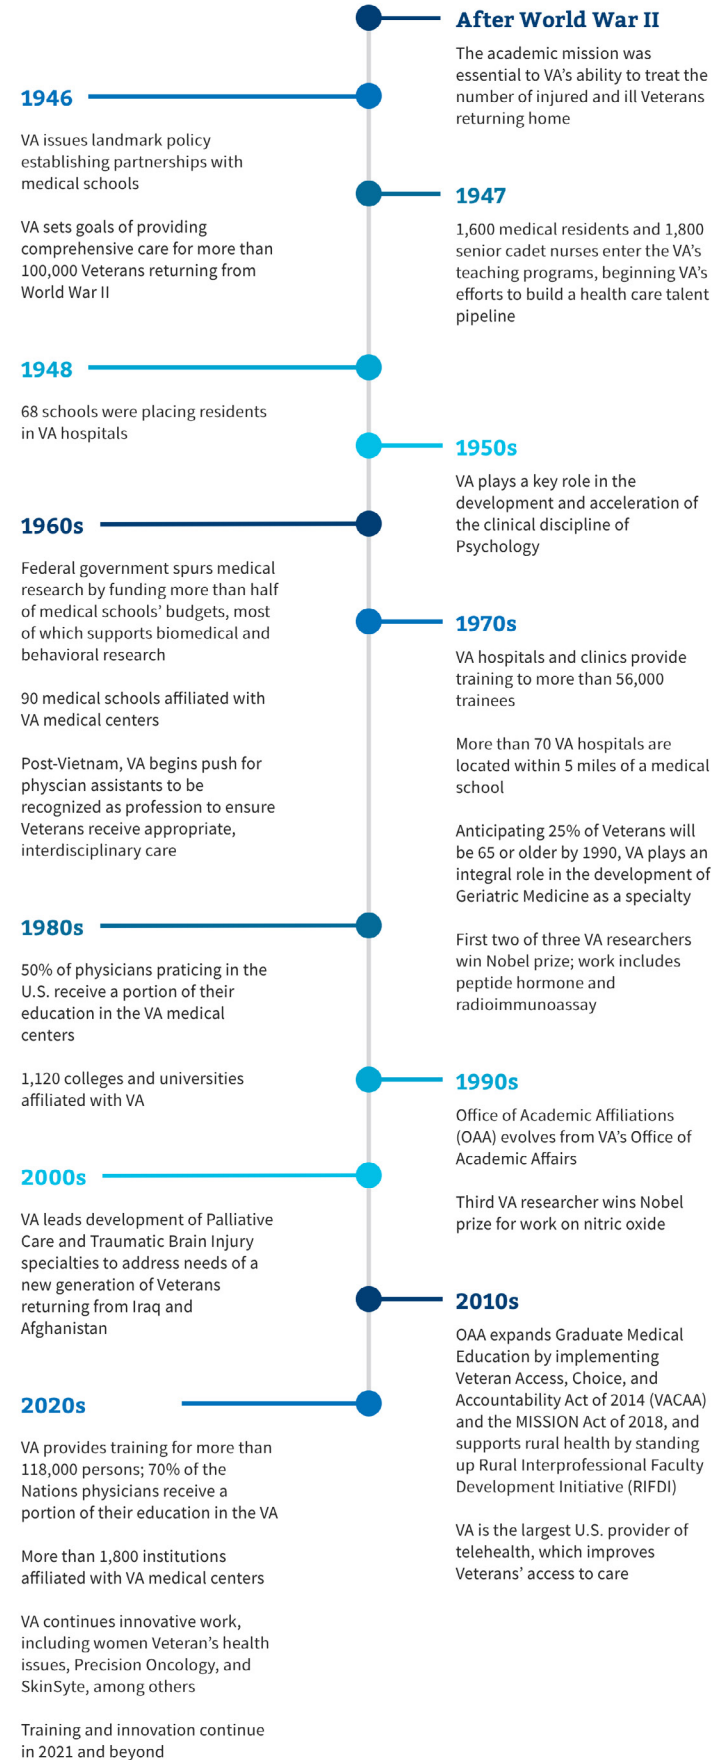 After World War II
The academic mission was
essential to VA's ability to treat the
number of injured and ill Veterans
returning home
1946
VA issues landmark policy
establishing partnerships with
medical schools
VA sets goals of providing
comprehensive care for more than
100,000 Veterans returning from
World War II
1947
1,600 medical residents and 1,800
senior cadet nurses enter the VA's
teaching programs, beginning VA's
efforts to build a health care talent
pipeline
1948
68 schools were placing residents
in VA hospitals
1950s
VA plays a key role in the
development and acceleration of
the clinical discipline of
Psychology
1960s
Federal government spurs medical
research by funding more than half
of medical schools' budgets, most
of which supports biomedical and
behavioral research
90 medical schools affiliated with
VA medical centers
Post-Vietnam, VA begins push for
physcian assistants to be
recognized as profession to ensure
Veterans receive appropriate,
interdisciplinary care
1970s
VA hospitals and clinics provide
training to more than 56,000
trainees
More than 70 VA hospitals are
located within 5 miles of a medical
school
Anticipating 25% of Veterans will
be 65 or older by 1990, VA plays an
integral role in the development of
Geriatric Medicine as a specialty
First two of three VA researchers
win Nobel prize; work includes
peptide hormone and
radioimmunoassay
1980s
50% of physicians praticing in the
U.S. receive a portion of their
education in the VA medical
centers
1,120 colleges and universities
affiliated with VA
1990s
Office of Academic Affiliations
(OAA) evolves from VA's Office of
Academic Affairs
Third VA researcher wins Nobel
prize for work on nitric oxide
2000s
VA leads development of Palliative
Care and Traumatic Brain Injury
specialties to address needs of a
new generation of Veterans
returning from Iraq and
Afghanistan
2010s
OAA expands Graduate Medical
Education by implementing
Veteran Access, Choice, and
Accountability Act of 2014 (VACAA)
and the MISSION Act of 2018, and
supports rural health by standing
up Rural Interprofessional Faculty
Development Initiative (RIFDI)
VA is the largest U.S. provider of
telehealth, which improves
Veterans' access to care
2020s
VA provides training for more than
118,000 persons; 70% of the
Nations physicians receive a
portion of their education in the VA
More than 1,800 institutions
affiliated with VA medical centers
VA continues innovative work,
including women Veteran's health
issues, Precision Oncology, and
SkinSyte, among others
Training and innovation continue
in 2021 and beyond